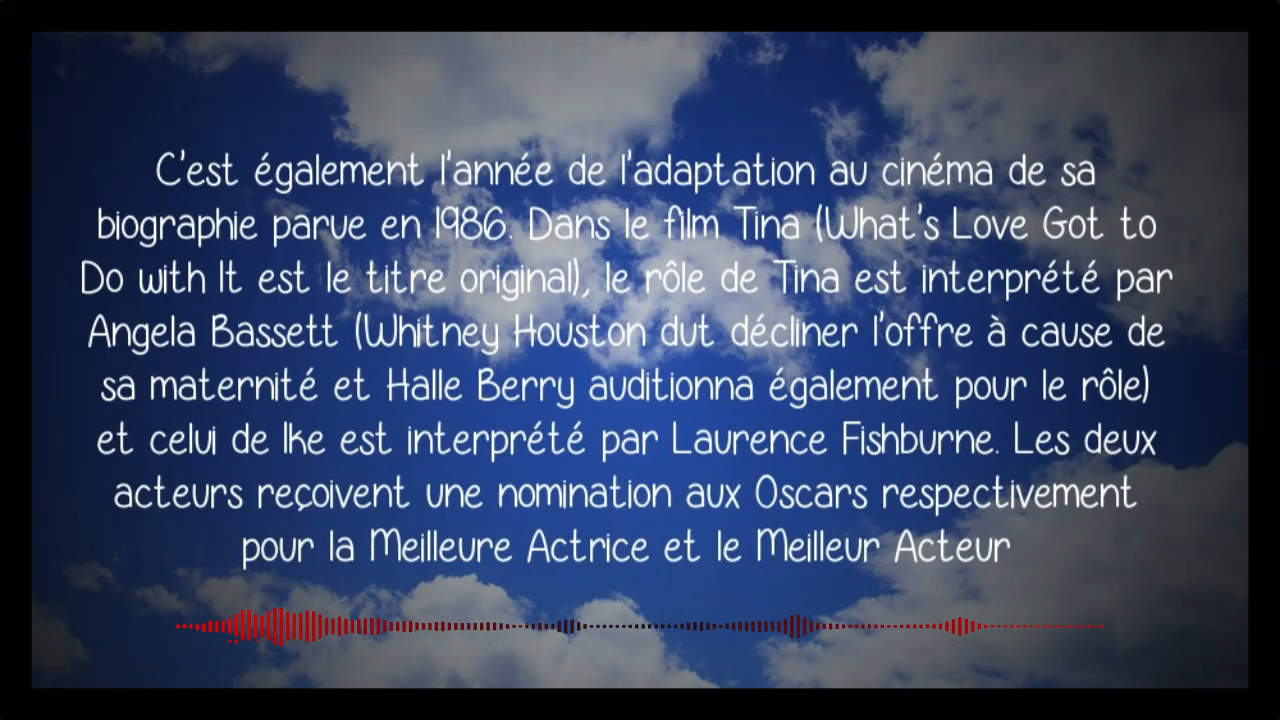 C'est également l'année de l'adaptation au cinéma de sa
biographie parue en 1986. Dans le film Tina (What's Love Got to
Do with It est le titre original), le rôle de Tina est interprété par
Angela Bassett (Whitney Houston dut décliner l'offre à cause de
sa maternité et Halle Berry auditionna également pour le rôle)
et celui de Ike est interprété par Laurence Fishburne. Les deux
acteurs reçoivent une nomination aux Oscars respectivement
pour la Meilleure Actrice et le Meilleur Acteur